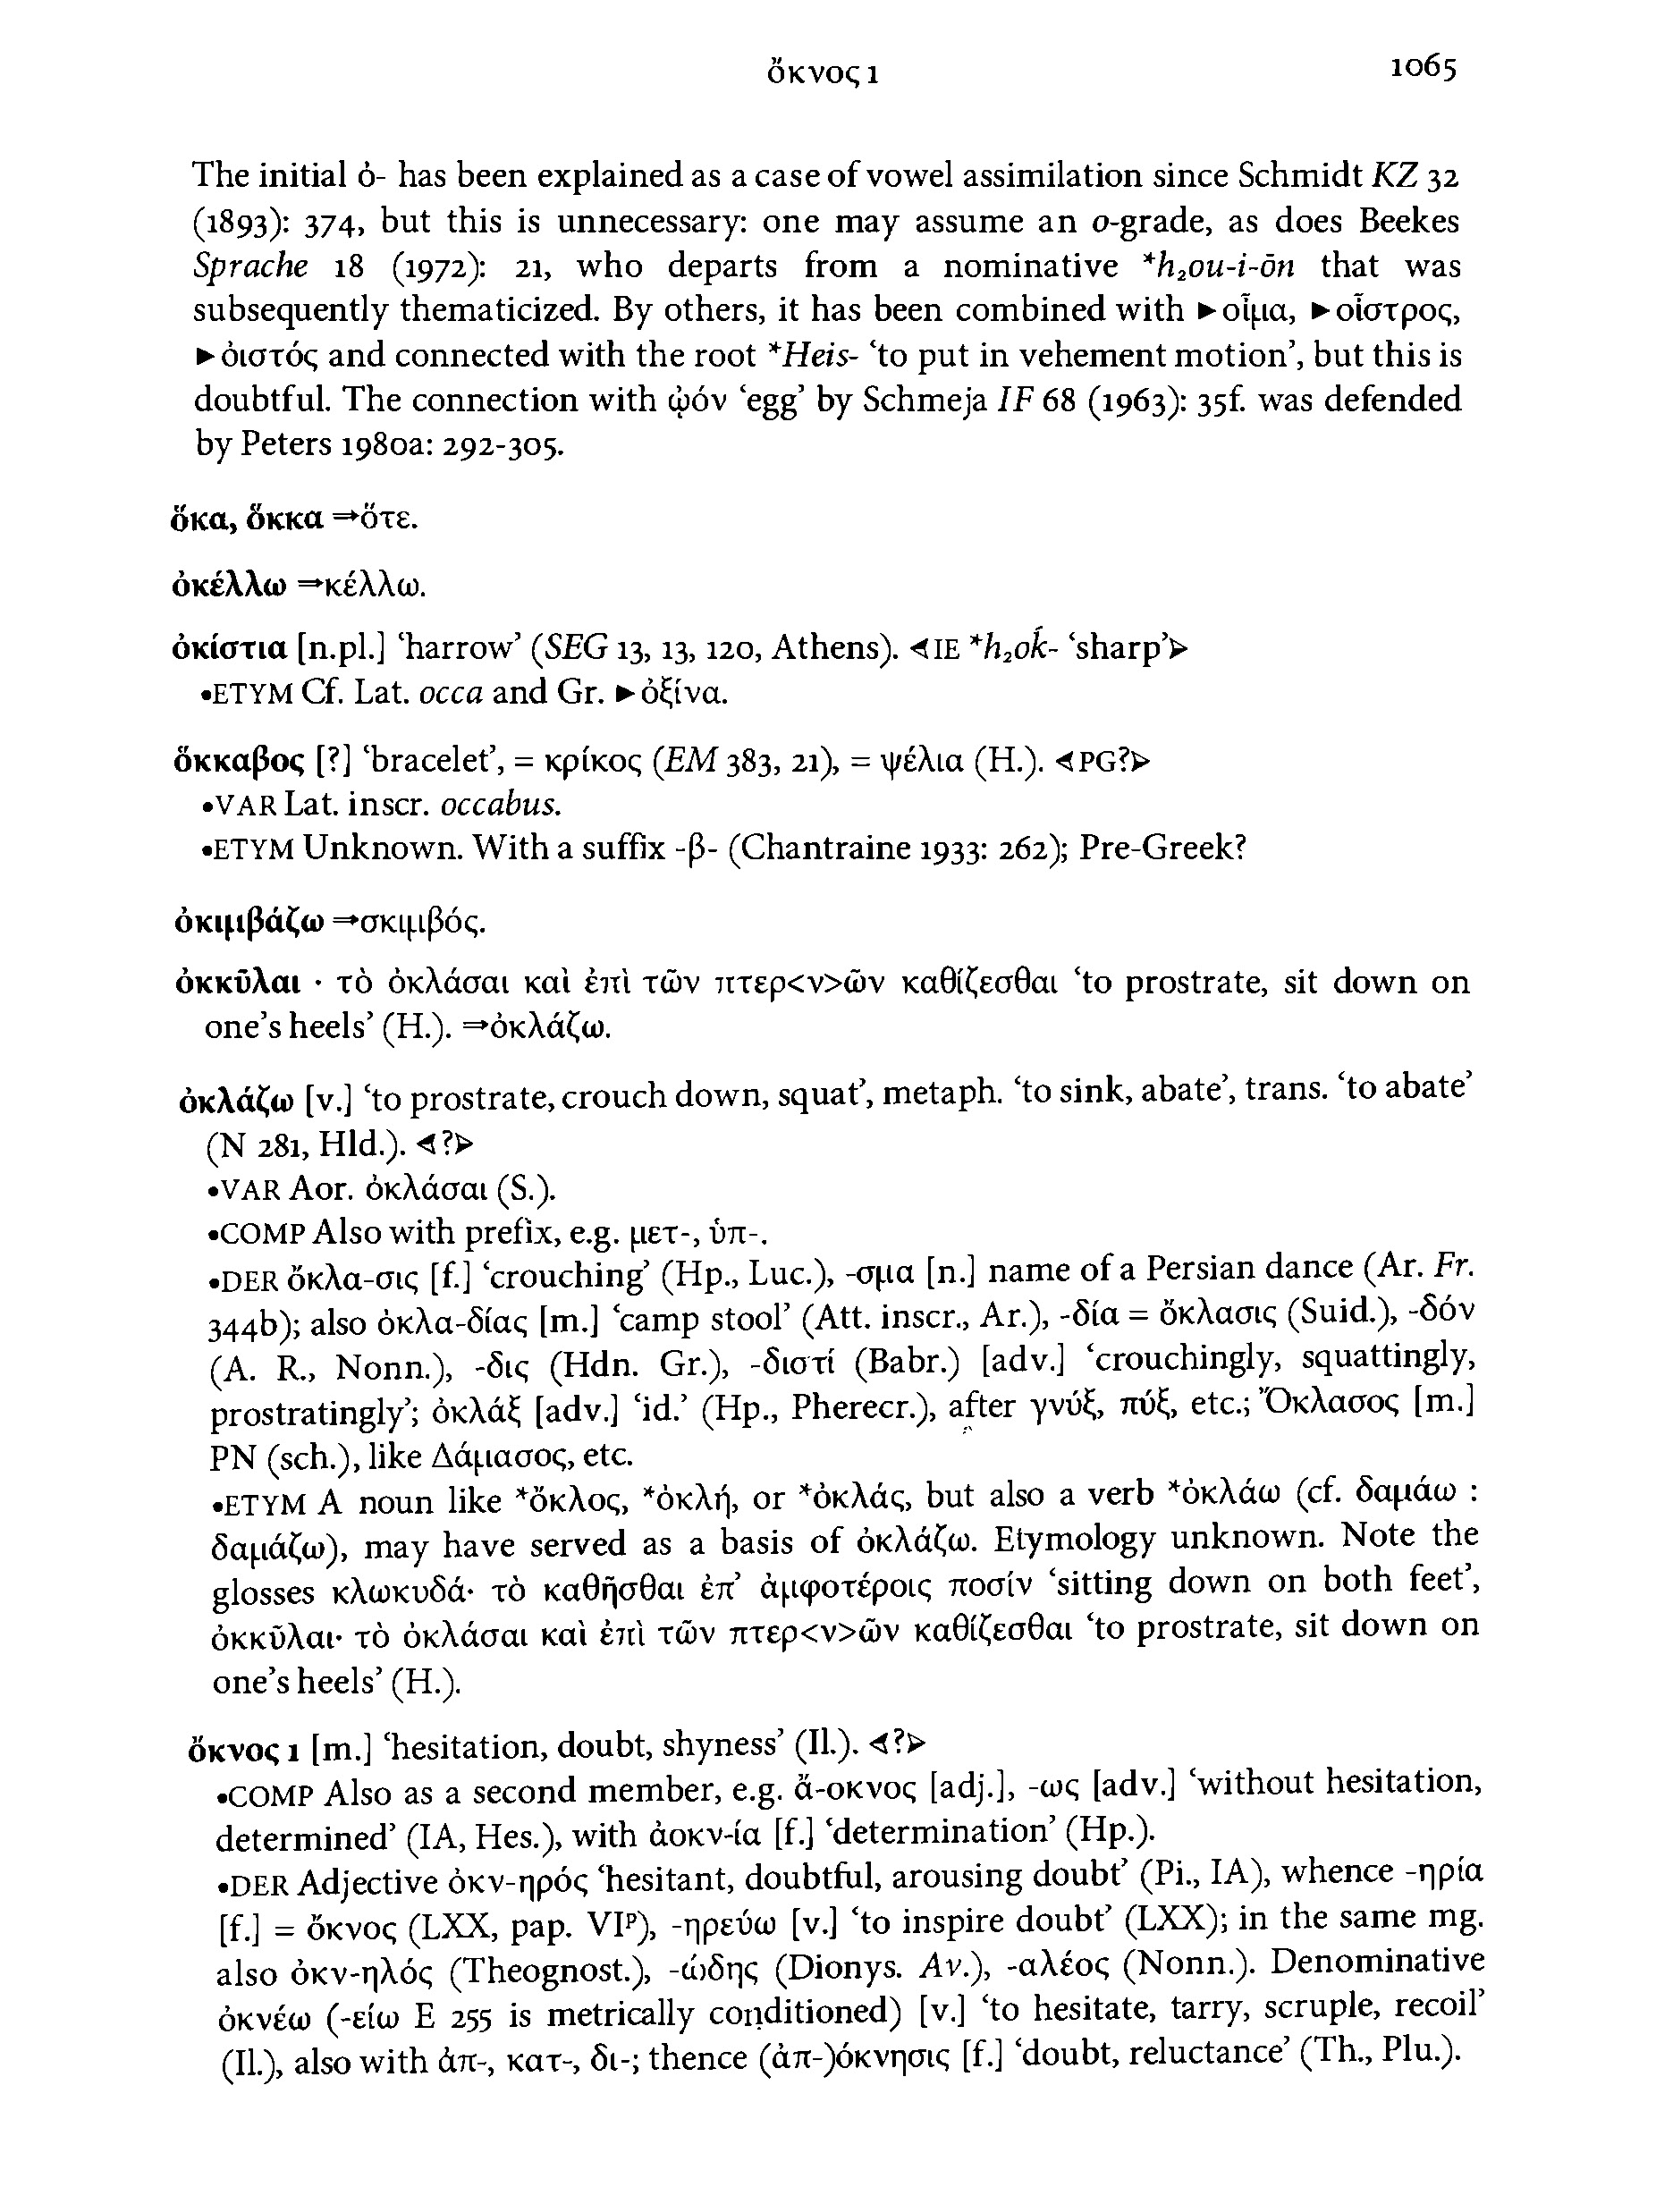 ὄκνος 1
1065
The initial ὀ- has been explained as a case of vowel assimilation since Schmidt KZ 32
(1893): 374, but this is unnecessary: one may assume an o-grade, as does Beekes
Sprache 18 (1972): 21, who departs from a nominative *h₂ou-i-ōn that was
subsequently thematicized. By others, it has been combined with ►οἶμα, ►οἶστρος,
►ὀιστός and connected with the root *Heis- ‘to put in vehement motion’, but this is
doubtful. The connection with ᾠόν ‘egg’ by Schmeja IF 68 (1963): 35f. was defended
by Peters 1980a: 292-305.
ὅκα, ὅκκα ⇒ὅτε.
ὀκέλλω ⇒κέλλω.
ὀκίστια [n.pl.] ‘harrow’ (SEG 13, 13, 120, Athens). ⊲IE *h₂oḱ- ‘sharp’⊳
•ETYM Cf. Lat. occa and Gr. ►ὀξίνα.
ὄκκαβος [?] ‘bracelet’, = κρίκος (EM 383, 21), = ψέλια (H.). ⊲PG?⊳
•VAR Lat. inscr. occabus.
•ETYM Unknown. With a suffix -β- (Chantraine 1933: 262); Pre-Greek?
ὀκιμβάζω ⇒σκιμβός.
ὀκκῦλαι · τὸ ὀκλάσαι καὶ ἐπὶ τῶν πτερ<ν>ῶν καθίζεσθαι ‘to prostrate, sit down on
one’s heels’ (H.). ⇒ὀκλάζω.
ὀκλάζω [v.] ‘to prostrate, crouch down, squat’, metaph. ‘to sink, abate’, trans. ‘to abate’
(N 281, Hld.). ⊲?⊳
•VAR Aor. ὀκλάσαι (S.).
•COMP Also with prefix, e.g. μετ-, ὑπ-.
•DER ὄκλα-σις [f.] ‘crouching’ (Hp., Luc.), -σμα [n.] name of a Persian dance (Ar. Fr.
344b); also ὀκλα-δίας [m.] ‘camp stool’ (Att. inscr., Ar.), -δία = ὄκλασις (Suid.), -δόν
(A. R., Nonn.), -δις (Hdn. Gr.), -διστί (Babr.) [adv.] ‘crouchingly, squattingly,
prostratingly’; ὀκλάξ [adv.] ‘id.’ (Hp., Pherecr.), after γνύξ, πύξ, etc.; Ὄκλασος [m.]
PN (sch.), like Δάμασος, etc.
•ETYM A noun like *ὄκλος, *ὀκλή, or *ὀκλάς, but also a verb *ὀκλάω (cf. δαμάω :
δαμάζω), may have served as a basis of ὀκλάζω. Etymology unknown. Note the
glosses κλωκυδά· τὸ καθῆσθαι ἐπ’ ἀμφοτέροις ποσίν ‘sitting down on both feet’,
ὀκκῦλαι· τὸ ὀκλάσαι καὶ ἐπὶ τῶν πτερ<ν>ῶν καθίζεσθαι ‘to prostrate, sit down on
one’s heels’ (H.).
ὄκνος 1 [m.] ‘hesitation, doubt, shyness’ (Il.). ⊲?⊳
•COMP Also as a second member, e.g. ἄ-οκνος [adj.], -ως [adv.] ‘without hesitation,
determined’ (IA, Hes.), with ἀοκν-ία [f.] ‘determination’ (Hp.).
•DER Adjective ὀκν-ηρός ‘hesitant, doubtful, arousing doubt’ (Pi., IA), whence -ηρία
[f.] = ὄκνος (LXX, pap. VIᵖ), -ηρεύω [v.] ‘to inspire doubt’ (LXX); in the same mg.
also ὀκν-ηλός (Theognost.), -ώδης (Dionys. Av.), -αλέος (Nonn.). Denominative
ὀκνέω (-είω E 255 is metrically conditioned) [v.] ‘to hesitate, tarry, scruple, recoil’
(Il.), also with ἀπ-, κατ-, δι-; thence (ἀπ-)όκνησις [f.] ‘doubt, reluctance’ (Th., Plu.).